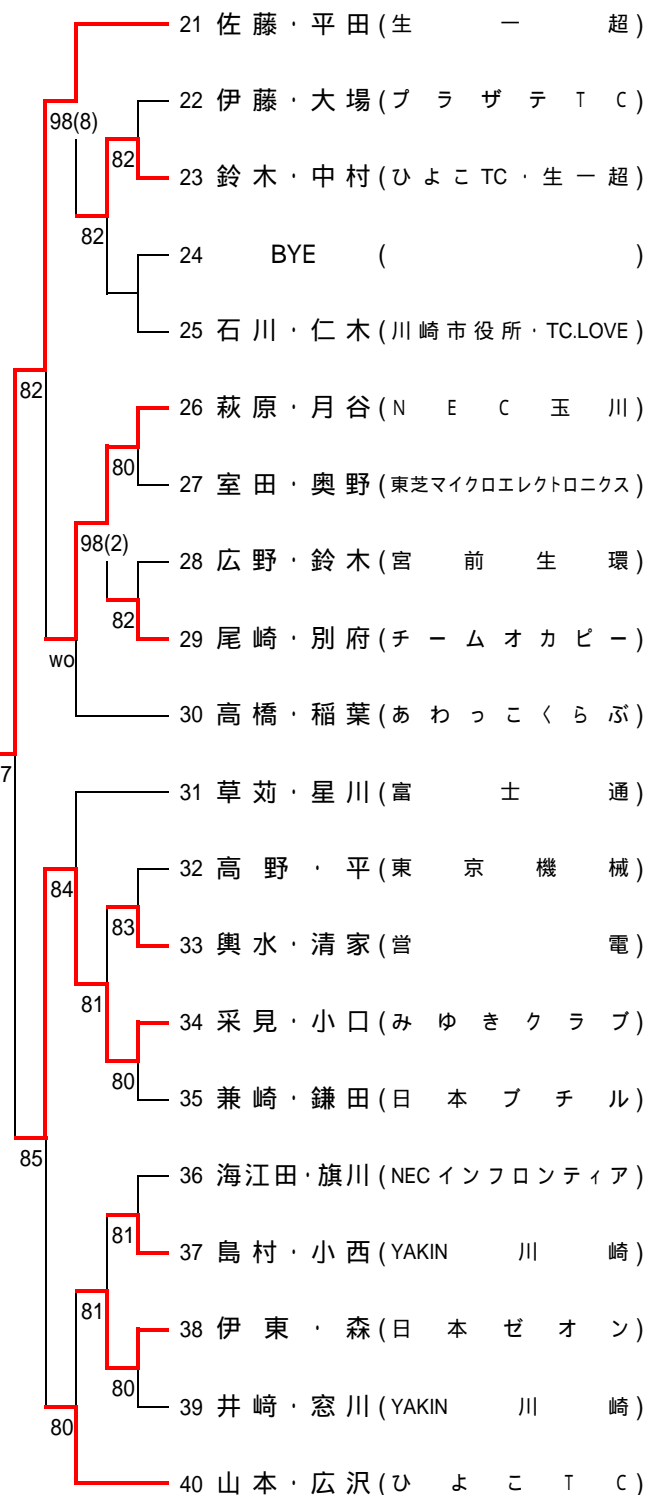 21 佐藤・平田(生一超)
22 伊藤・大場(プラザテTC)
98(8)
82
23 鈴木・中村(ひよこTC・生一超)
82
24 BYE ( )
25 石川・仁木(川崎市役所・TC.LOVE)
82
26 萩原・月谷(NEC玉川)
80
27 室田・奥野(東芝マイクロエレクトロニクス)
98(2)
28 広野・鈴木(宮前生環)
82
29 尾崎・別府(チームオカピー)
wo
30 高橋・稲葉(あわっこくらぶ)
7
31 草苅・星川(富士通)
32 高野・平(東京機械)
84
83
33 輿水・清家(営電)
81
34 采見・小口(みゆきクラブ)
80
35 兼崎・鎌田(日本ブチル)
85
36 海江田・旗川(NECインフロンティア)
81
37 島村・小西(YAKIN川崎)
81
38 伊東・森(日本ゼオン)
80
39 井﨑・窓川(YAKIN川崎)
80
40 山本・広沢(ひよこTC)